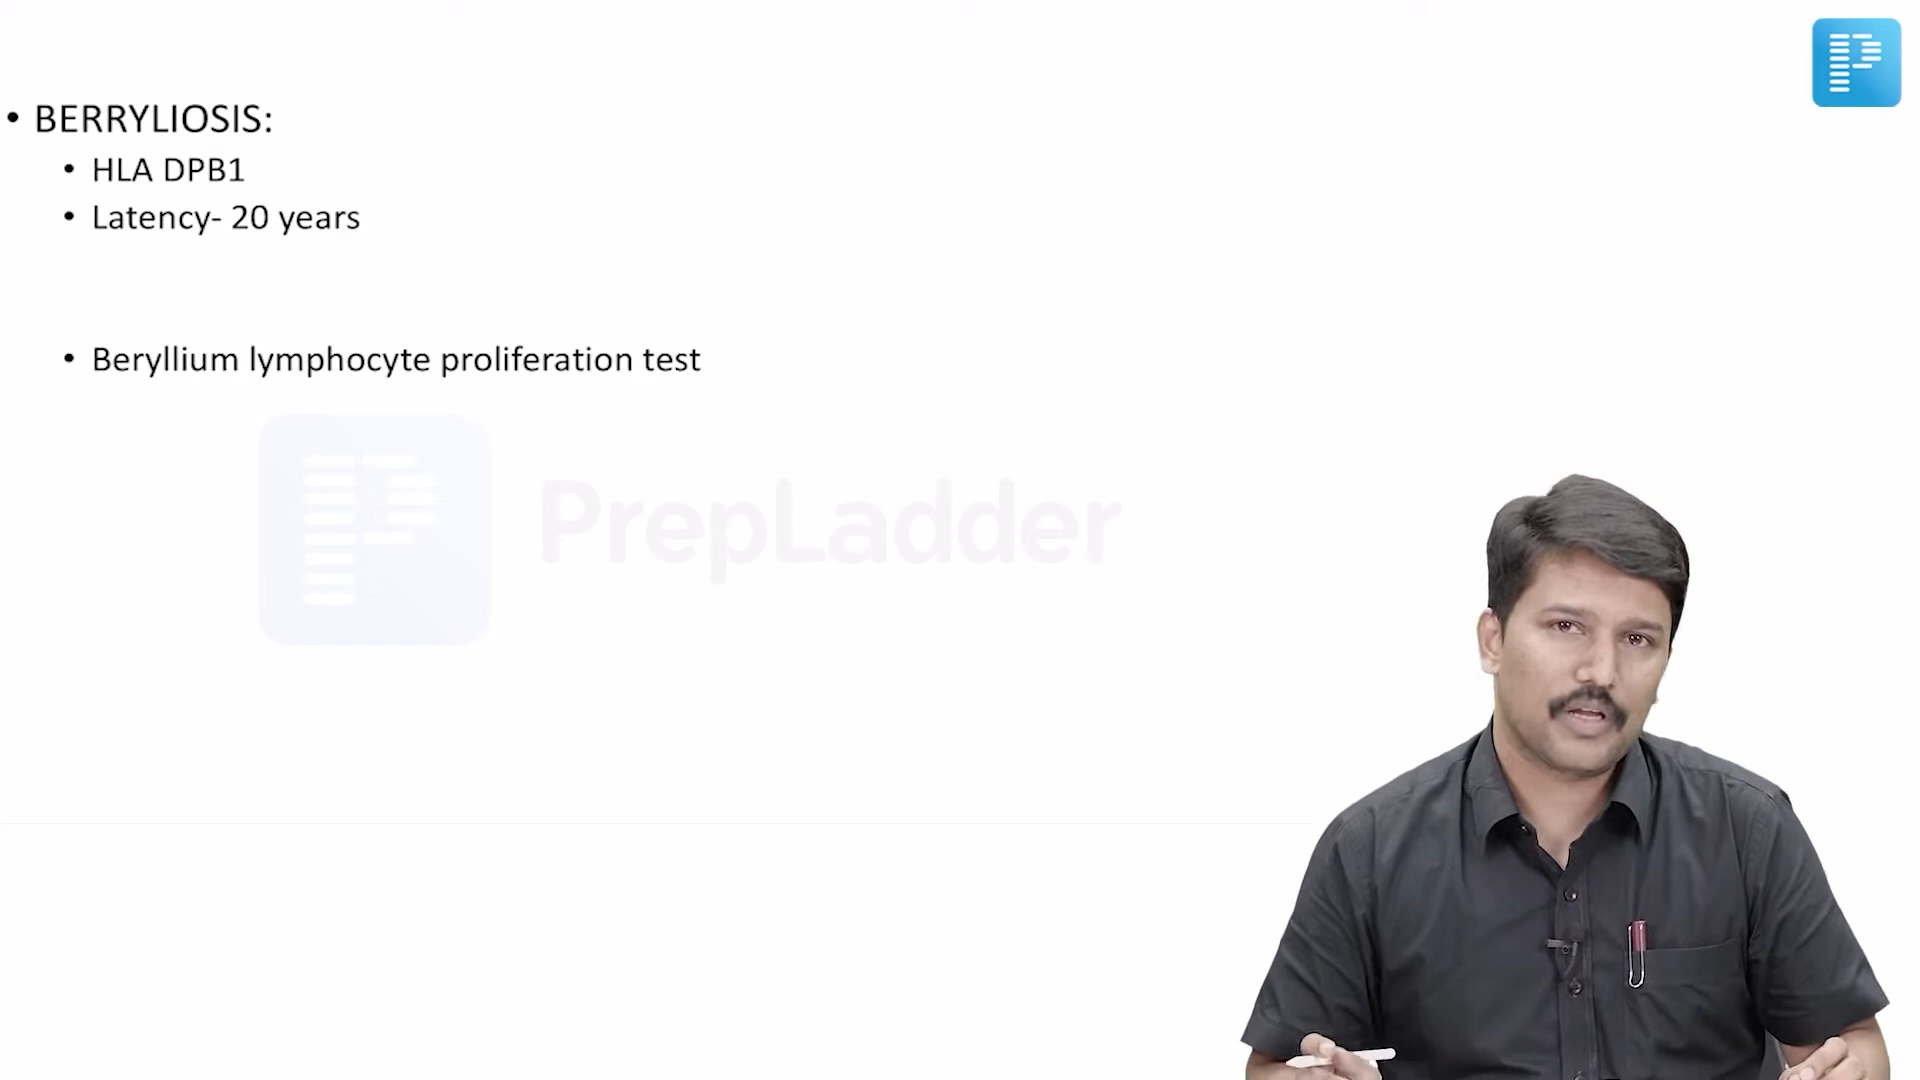 • BERRYLIOSIS:
• HLA DPB1
• Latency- 20 years
• Beryllium lymphocyte proliferation test
PrepLadder